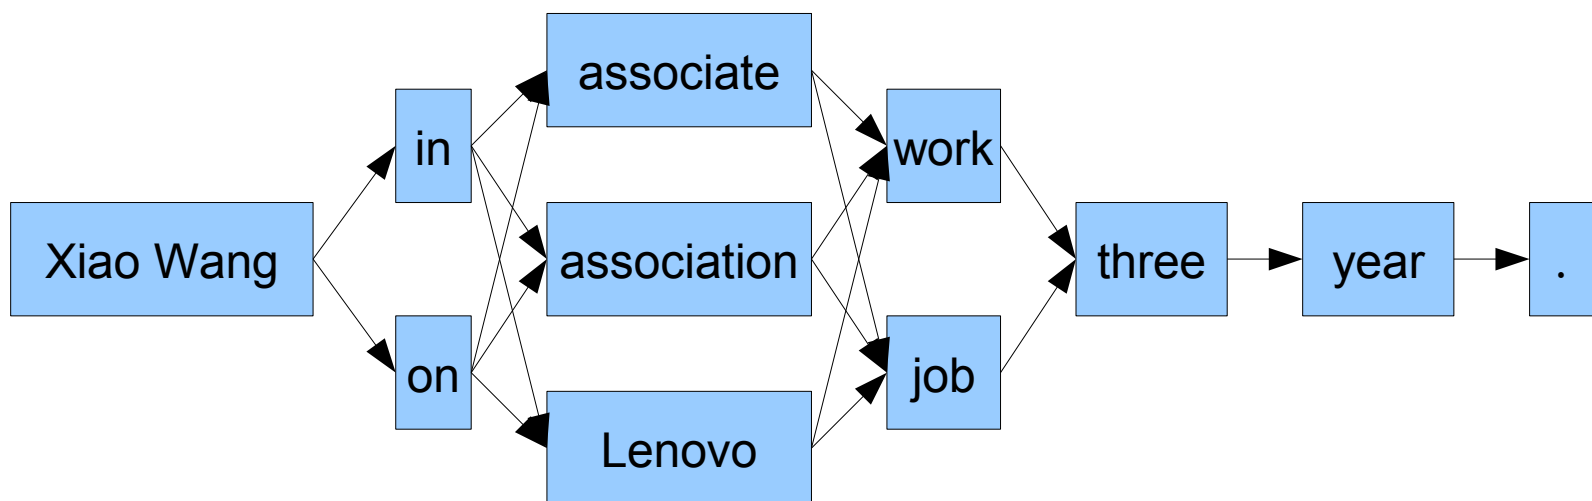 associate
in
work
Xiao Wang
association
three
year
.
on
job
Lenovo